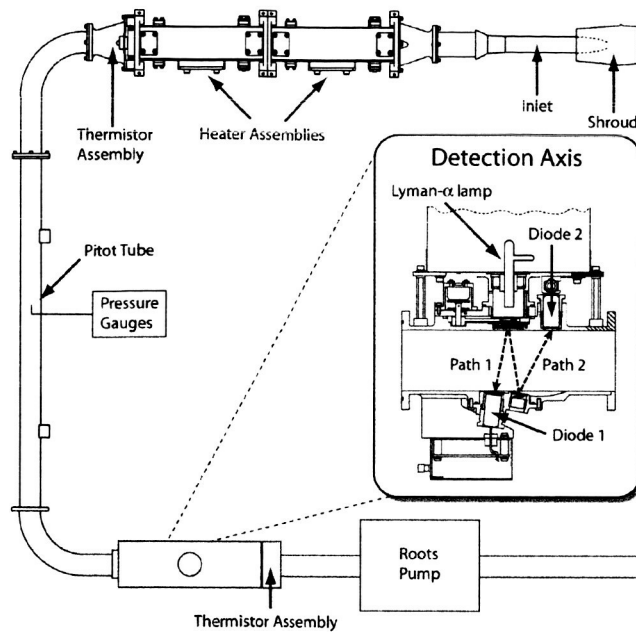 Inlet
Shroud
Thermistor
Assembly
Heater Assemblies
Detection Axis
Lyman-α lamp
Diode 2
Pitot Tube
Pressure
Gauges
Path 1
Path 2
Diode 1
Roots
Pump
Thermistor Assembly